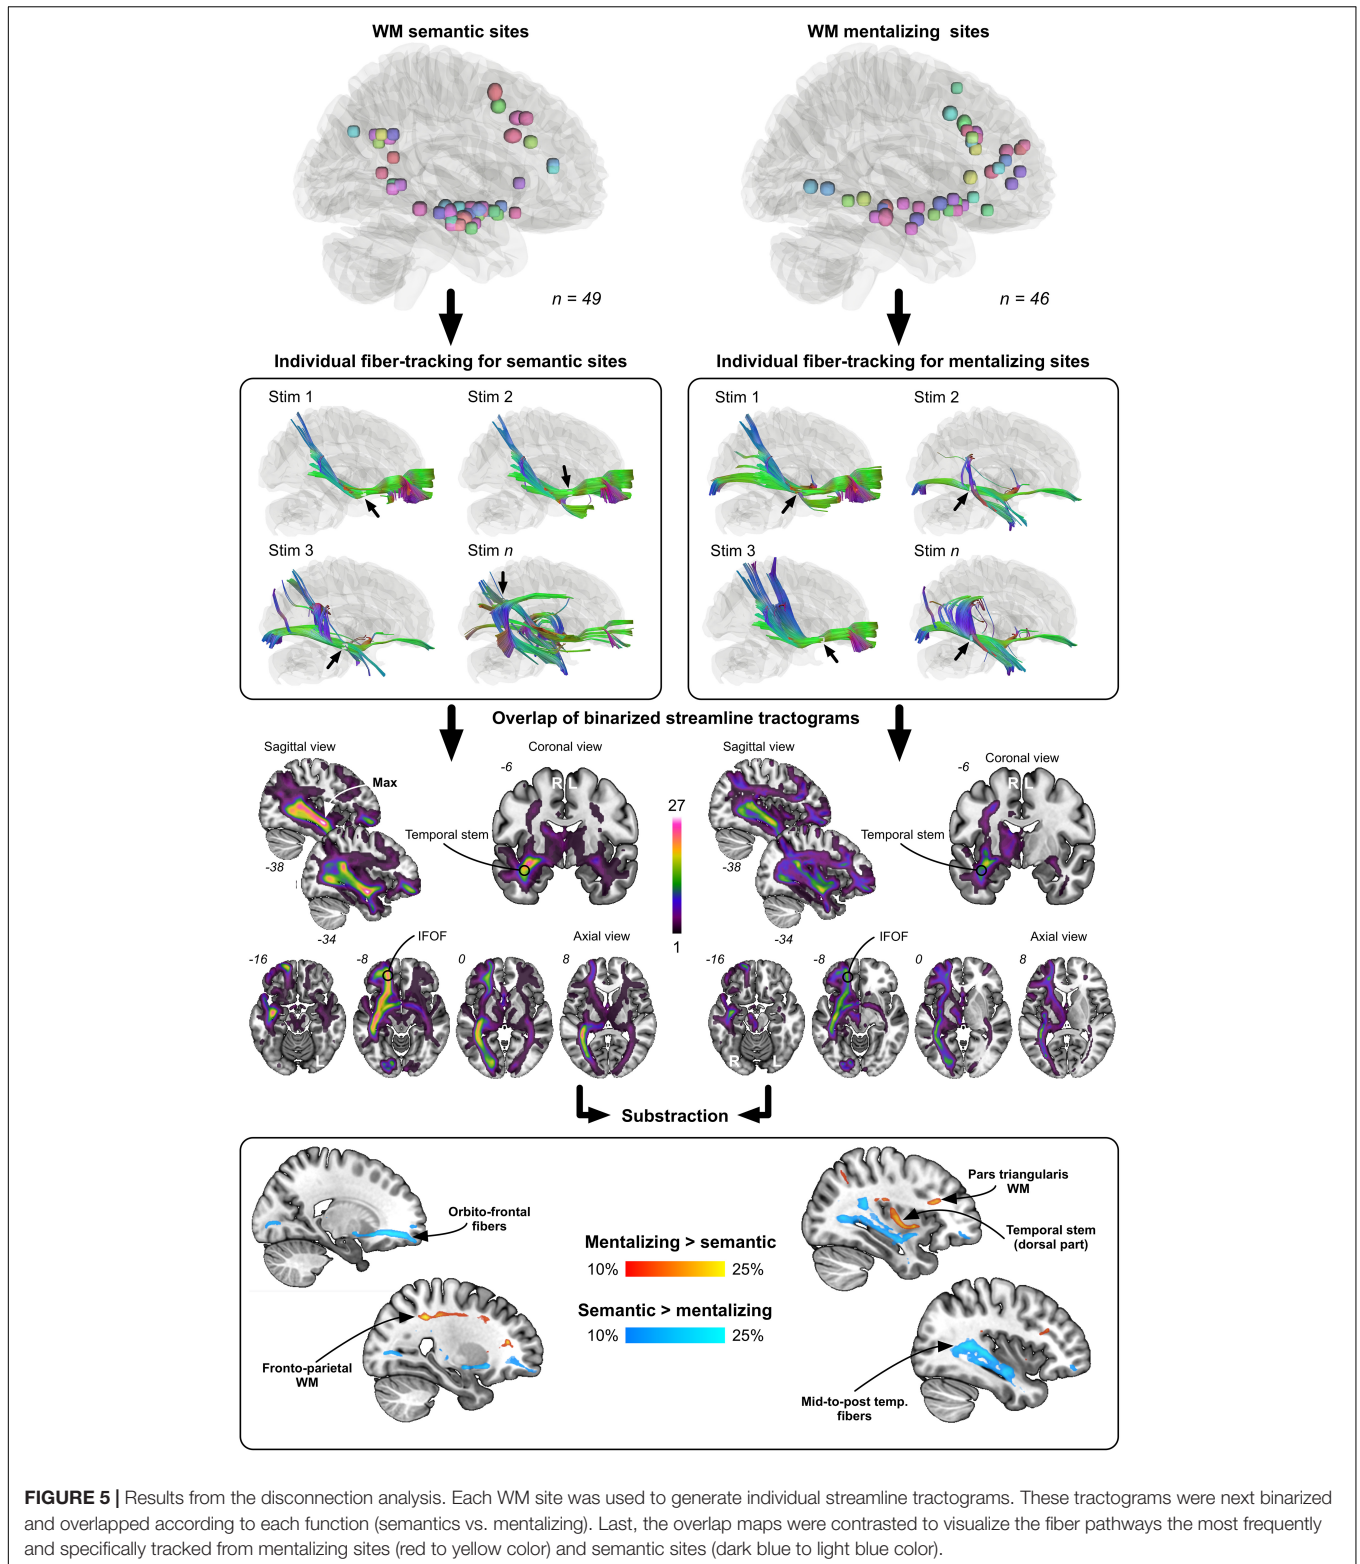 WM semantic sites
WM mentalizing sites
n = 49
n = 46
Individual fiber-tracking for semantic sites
Individual fiber-tracking for mentalizing sites
Stim 1
Stim 2
Stim 3
Stim n
Stim 1
Stim 2
Stim 3
Stim n
Overlap of binarized streamline tractograms
Sagittal view
Max
-38
-34
Coronal view
-6
R L
Temporal stem
27
1
Sagittal view
-38
-34
Coronal view
-6
R L
Temporal stem
IFOF
Axial view
-16
-8
0
8
L
IFOF
Axial view
-16
-8
0
8
R L
Substraction
Orbito-frontal
fibers
Fronto-parietal
WM
Mentalizing > semantic
10% 25%
Semantic > mentalizing
10% 25%
Pars triangularis
WM
Temporal stem
(dorsal part)
Mid-to-post temp.
fibers
FIGURE 5 | Results from the disconnection analysis. Each WM site was used to generate individual streamline tractograms. These tractograms were next binarized
and overlapped according to each function (semantics vs. mentalizing). Last, the overlap maps were contrasted to visualize the fiber pathways the most frequently
and specifically tracked from mentalizing sites (red to yellow color) and semantic sites (dark blue to light blue color).